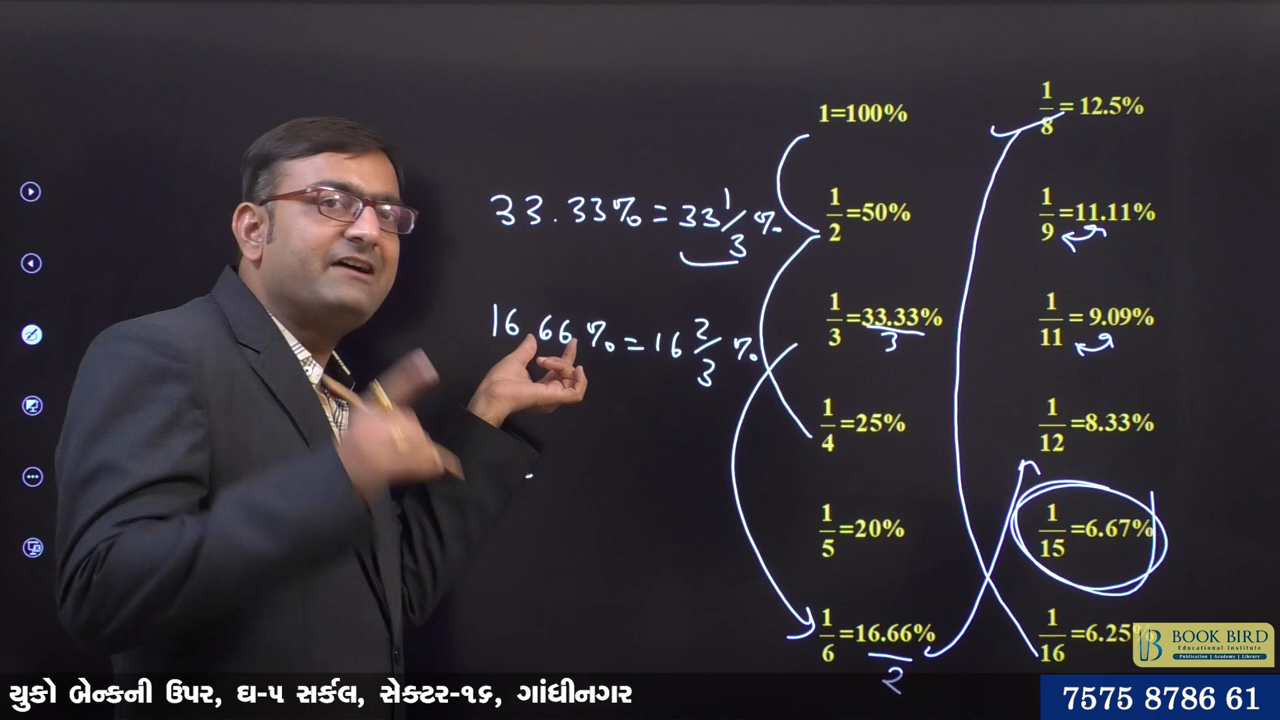 33.33% = 33 1/3 %
16.66% = 16 2/3 %
1=100%
1/2=50%
1/3=33.33%
3
1/4=25%
1/5=20%
1/6=16.66%
2
1/8= 12.5%
1/9=11.11%
1/11= 9.09%
1/12=8.33%
1/15=6.67%
1/16=6.25%
BOOK BIRD
Educational Institute
Publication | Academy | Library
યુકો બેન્કની ઉપર, ઘ-૫ સર્કલ, સેક્ટર-૧૬, ગાંધીનગર
7575 8786 61